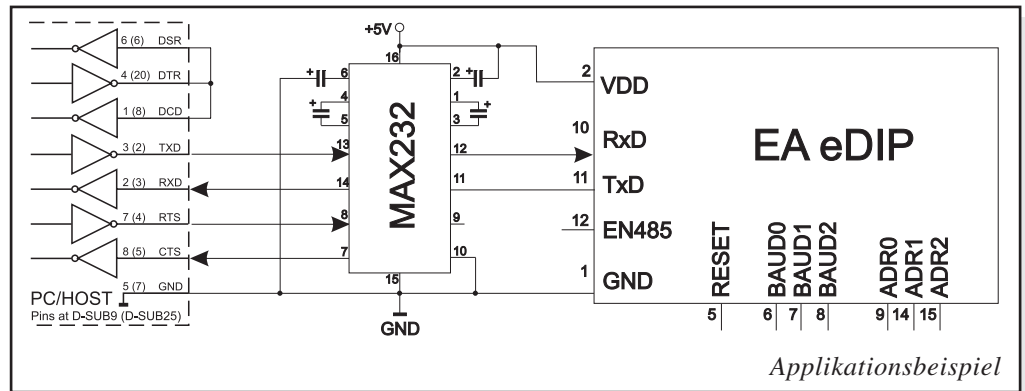 +5V
6 (6) DSR
4 (20) DTR
1 (8) DCD
3 (2) TXD
2 (3) RXD
7 (4) RTS
8 (5) CTS
5 (7) GND
PC/HOST
Pins at D-SUB9 (D-SUB25)
16
+ 6
2 +
4
+
5
1
+
3
13
12
14
11
8
9
7
10
15
MAX232
GND
2 VDD
10 RxD
11 TxD
12 EN485
1 GND
EA eDIP
RESET
BAUD0
BAUD1
BAUD2
ADR0
ADR1
ADR2
5
6
7
8
9
14
15
Applikationsbeispiel